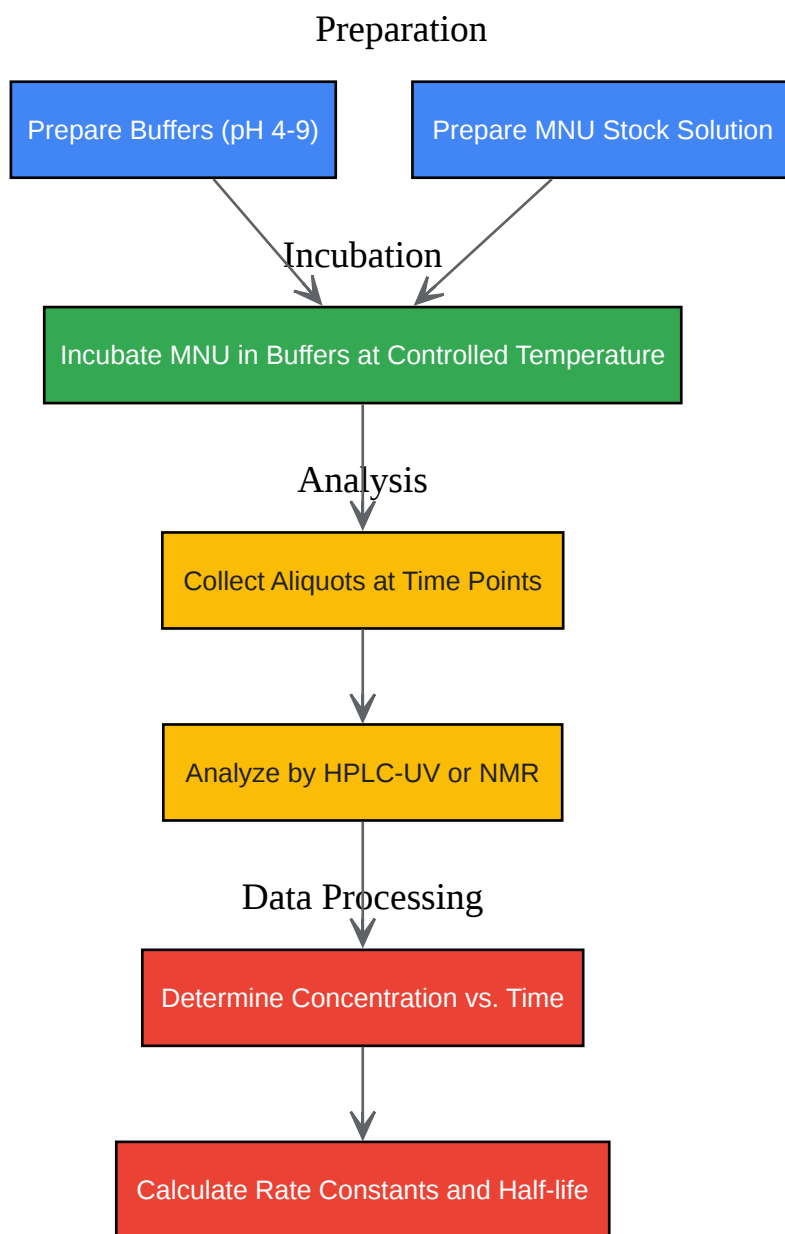 Preparation
Prepare Buffers (pH 4-9)
Prepare MNU Stock Solution
Incubation
Incubate MNU in Buffers at Controlled Temperature
Analysis
Collect Aliquots at Time Points
Analyze by HPLC-UV or NMR
Data Processing
Determine Concentration vs. Time
Calculate Rate Constants and Half-life